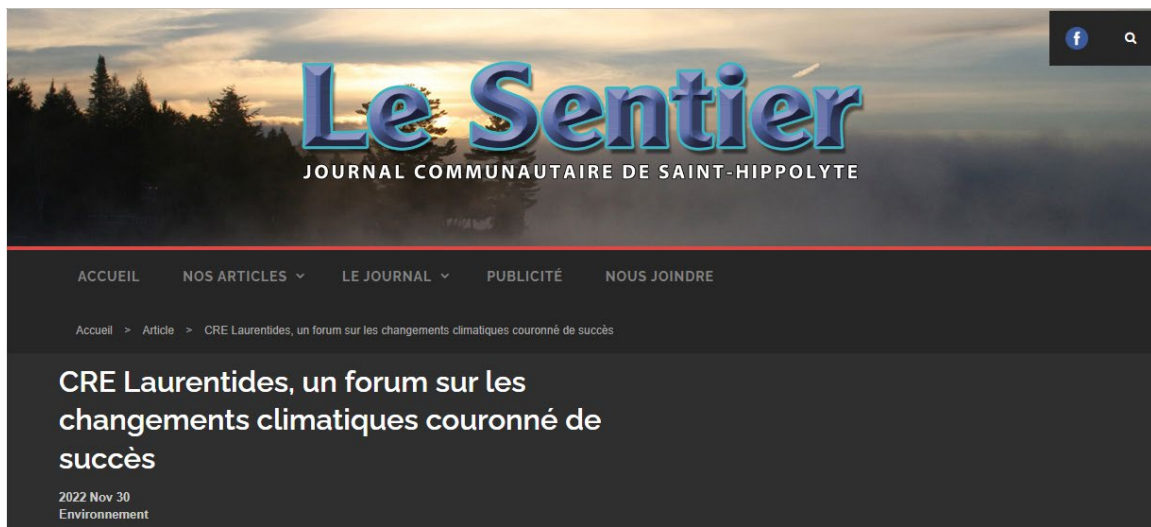 Le Sentier
JOURNAL COMMUNAUTAIRE DE SAINT-HIPPOLYTE
ACCUEIL NOS ARTICLES LE JOURNAL PUBLICITÉ NOUS JOINDRE
Accueil > Article > CRE Laurentides, un forum sur les changements climatiques couronné de succès
CRE Laurentides, un forum sur les
changements climatiques couronné de
succès
2022 Nov 30
Environnement